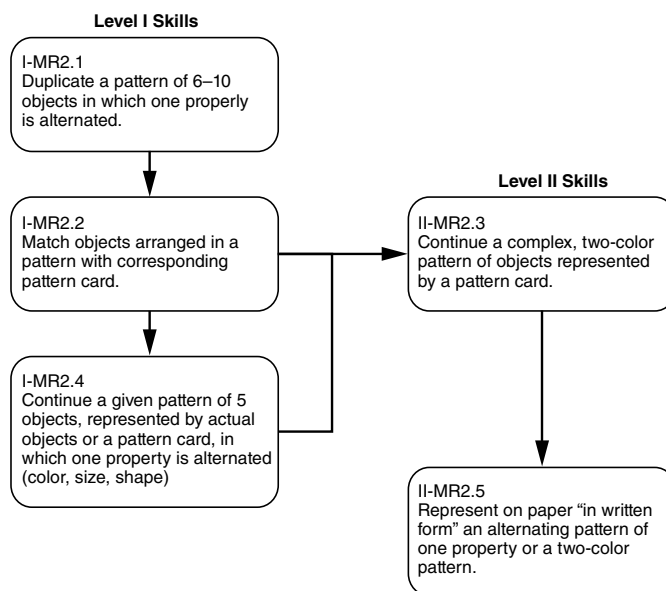 Level I Skills
I-MR2.1
Duplicate a pattern of 6–10
objects in which one properly
is alternated.
I-MR2.2
Match objects arranged in a
pattern with corresponding
pattern card.
I-MR2.4
Continue a given pattern of 5
objects, represented by actual
objects or a pattern card, in
which one property is alternated
(color, size, shape)
Level II Skills
II-MR2.3
Continue a complex, two-color
pattern of objects represented
by a pattern card.
II-MR2.5
Represent on paper “in written
form” an alternating pattern of
one property or a two-color
pattern.